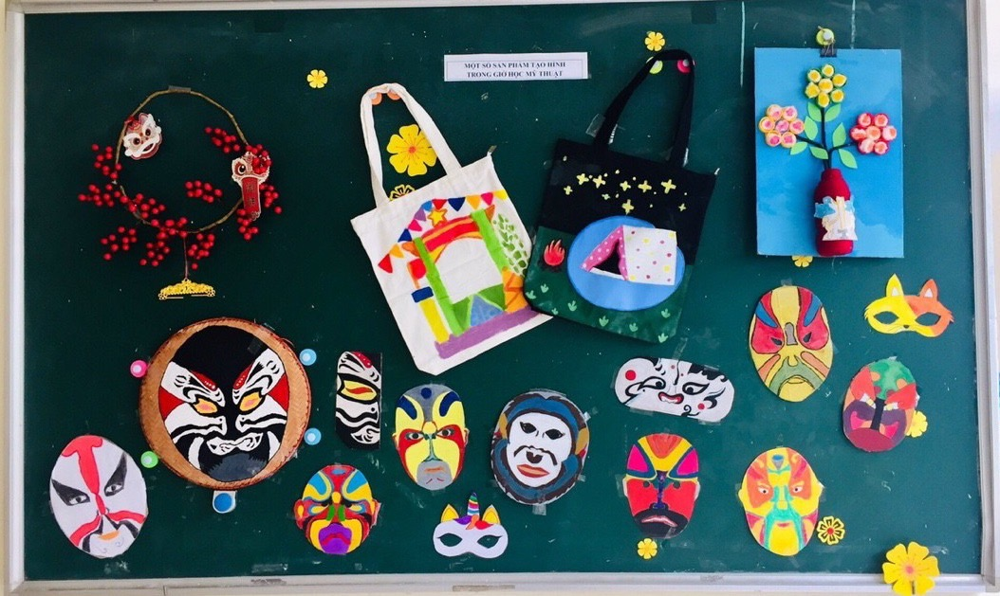 MỘT SỐ SẢN PHẨM TẠO HÌNH
TRONG GIỜ HỌC MỸ THUẬT